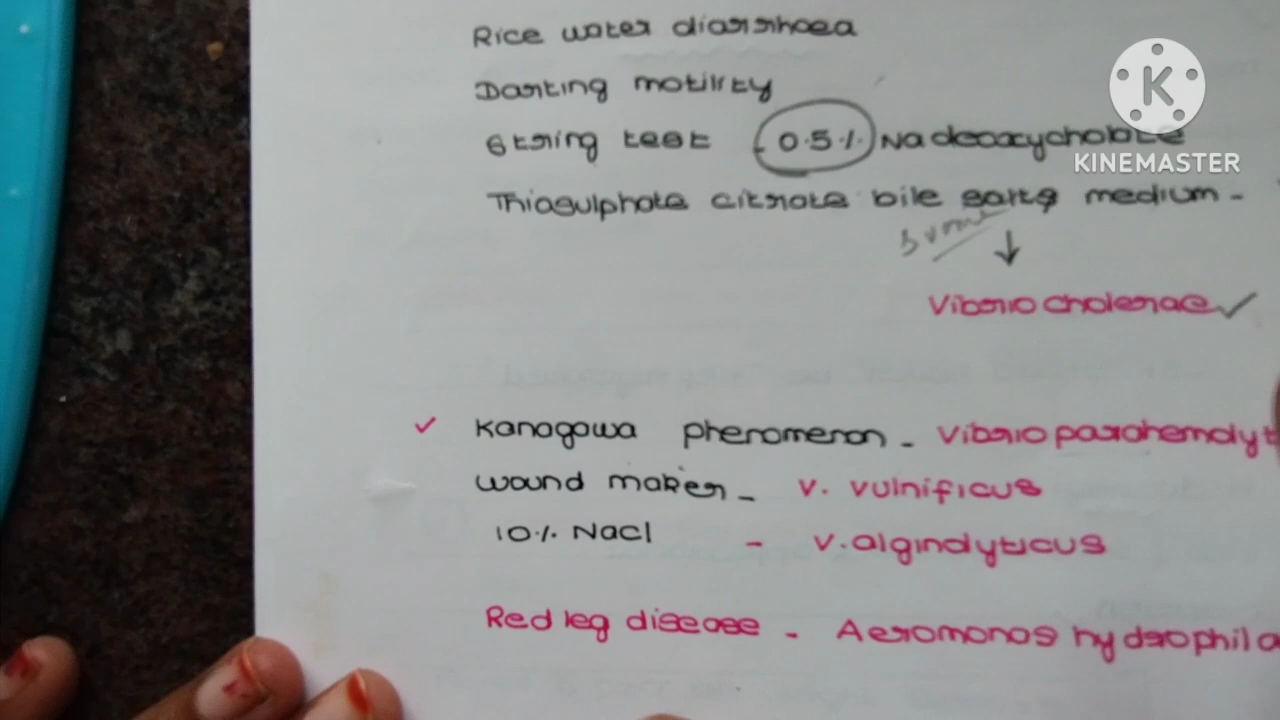 Rice water diarrhoea
Darting motility
String test - 0.5% Na deoxycholate
Thiosulphate citrate bile salts medium -
↓
Vibrio cholerae ✓
✓ Kanagawa phenomenon - Vibrio parahemolyt
wound maker - V. vulnificus
10% Nacl - V. alginolyticus
Red leg disease - Aeromonas hydrophila
K
KINEMASTER